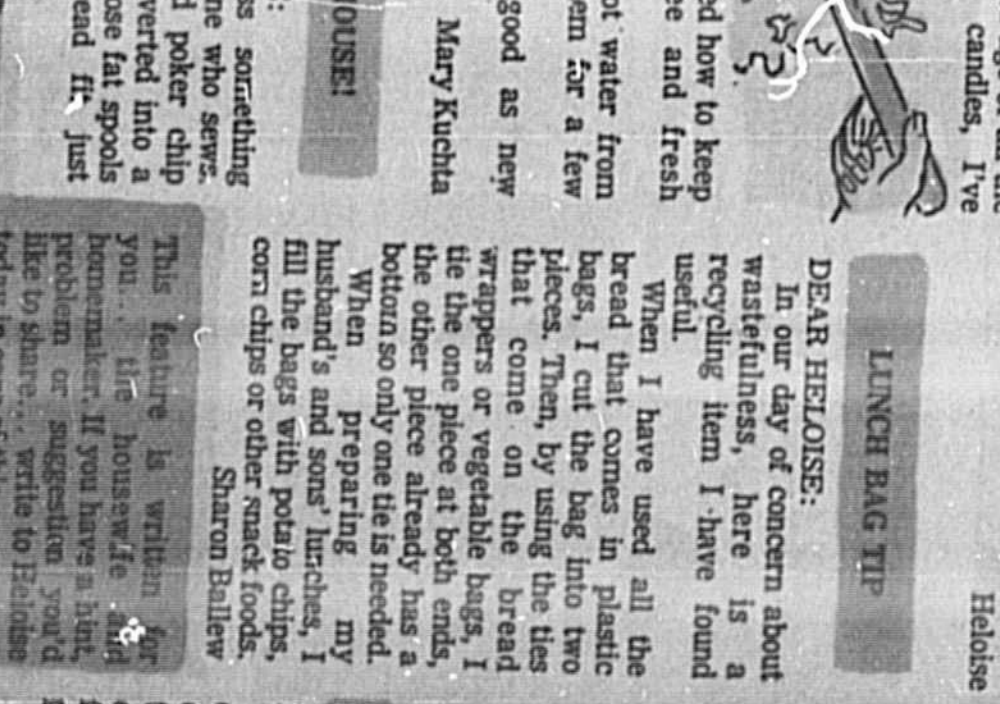 candles, I've
Heloise
ed how to keep
and fresh
ot water from
em for a few
good as new
Mary Kuchta
OUSE!
something
ne who sews.
poker chip
verted into a
ose fat spools
ead fit, just
LUNCH BAG TIP
DEAR HELOISE:
In our day of concern about
wastefulness, here is a
recycling item I have found
useful.
When I have used all the
bread that comes in plastic
bags, I cut the bag into two
pieces. Then, by using the ties
that come on the bread
wrappers or vegetable bags, I
tie the one piece at both ends,
the other piece already has a
bottom so only one tie is needed.
When preparing my
husband's and sons' lunches, I
fill the bags with potato chips,
corn chips or other snack foods.
Sharon Ballew
This feature is written for
you... the housewife and
homemaker. If you have a hint,
problem or suggestion you'd
like to share... write to Heloise